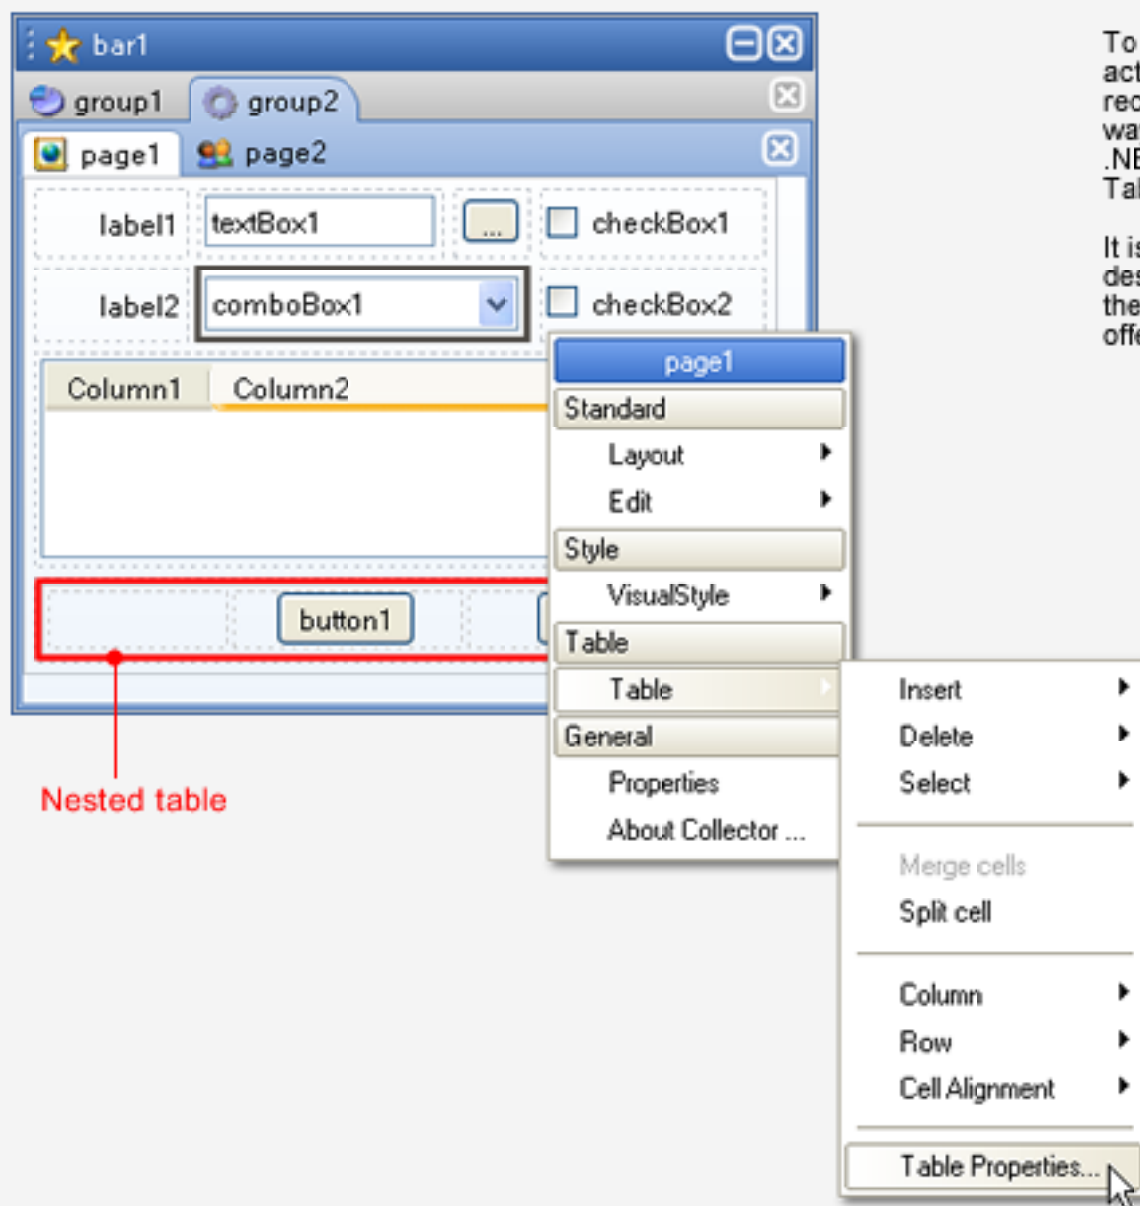 bar1
group1 group2
page1 page2
label1 textBox1 ... checkBox1
label2 comboBox1 checkBox2
Column1 Column2
button1
Nested table
page1
Standard
Layout
Edit
Style
VisualStyle
Table
Table
General
Properties
About Collector ...
Insert
Delete
Select
Merge cells
Split cell
Column
Row
Cell Alignment
Table Properties...
To
It is
the